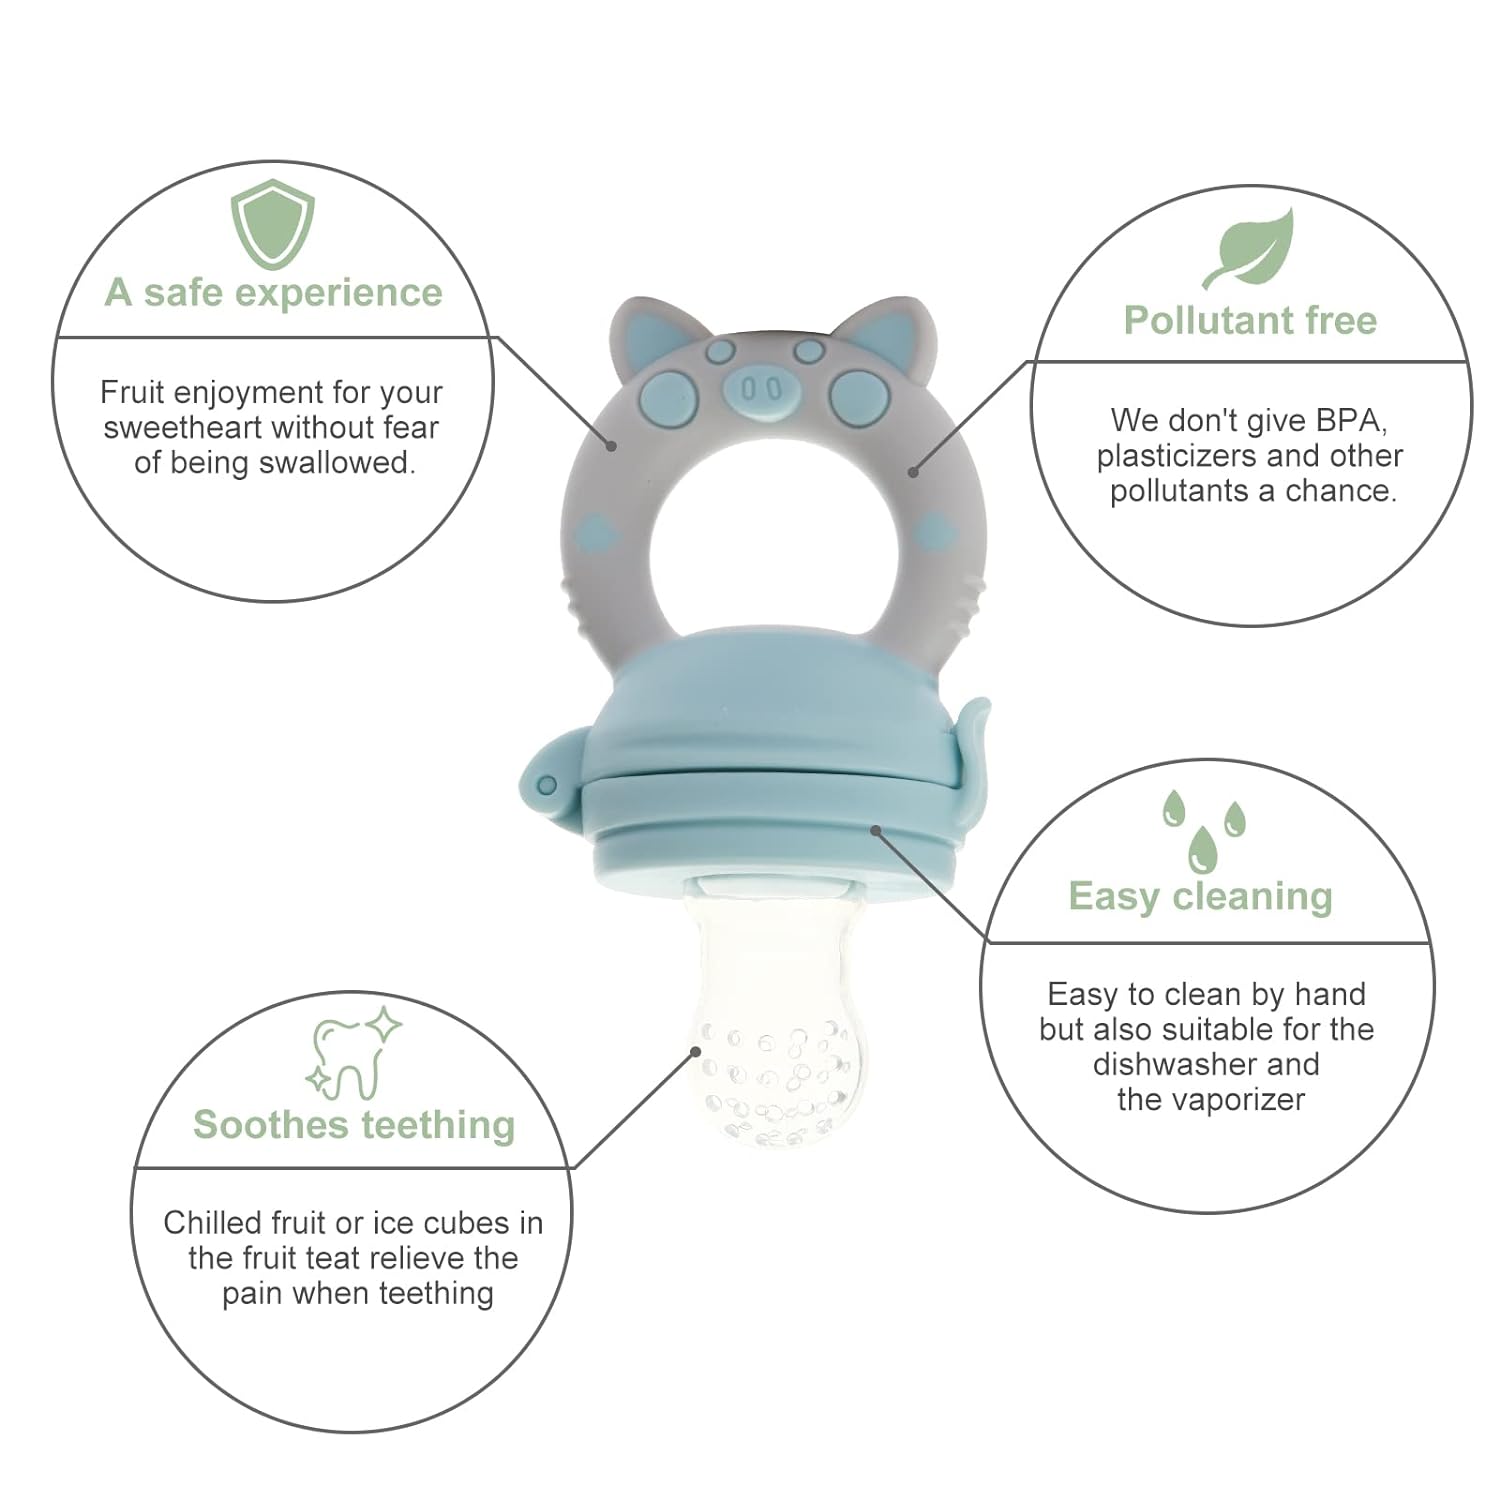 A safe experience
Fruit enjoyment for your
sweetheart without fear
of being swallowed.
Pollutant free
We don't give BPA,
plasticizers and other
pollutants a chance.
Easy cleaning
Easy to clean by hand
but also suitable for the
dishwasher and
the vaporizer
Soothes teething
Chilled fruit or ice cubes in
the fruit teat relieve the
pain when teething